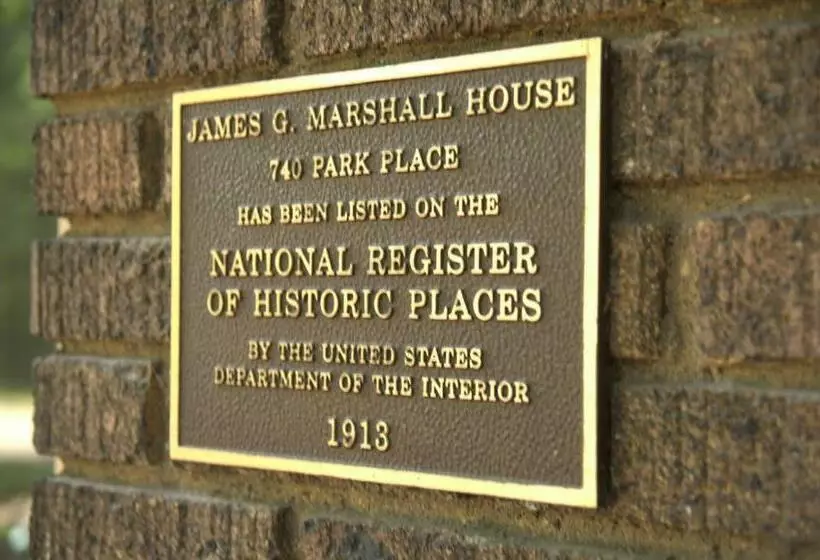 JAMES G. MARSHALL HOUSE
740 PARK PLACE
HAS BEEN LISTED ON THE
NATIONAL REGISTER
OF HISTORIC PLACES
BY THE UNITED STATES
DEPARTMENT OF THE INTERIOR
1913